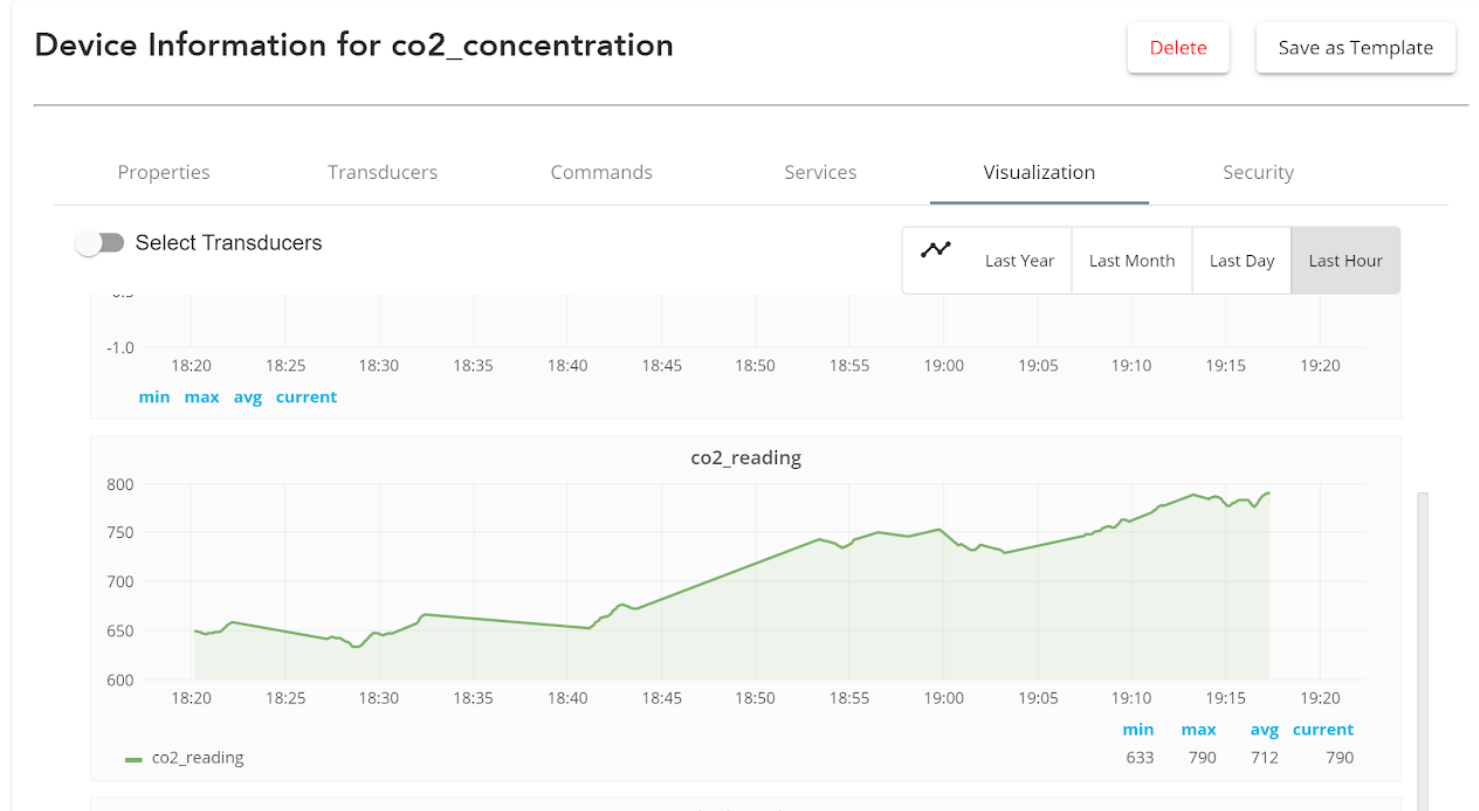 Device Information for co2_concentration
Delete
Save as Template
Properties
Transducers
Commands
Services
Visualization
Security
Select Transducers
Last Year
Last Month
Last Day
Last Hour
-1.0
18:20 18:25 18:30 18:35 18:40 18:45 18:50 18:55 19:00 19:05 19:10 19:15 19:20
min max avg current
co2_reading
800
750
700
650
600
18:20 18:25 18:30 18:35 18:40 18:45 18:50 18:55 19:00 19:05 19:10 19:15 19:20
min max avg current
co2_reading 633 790 712 790